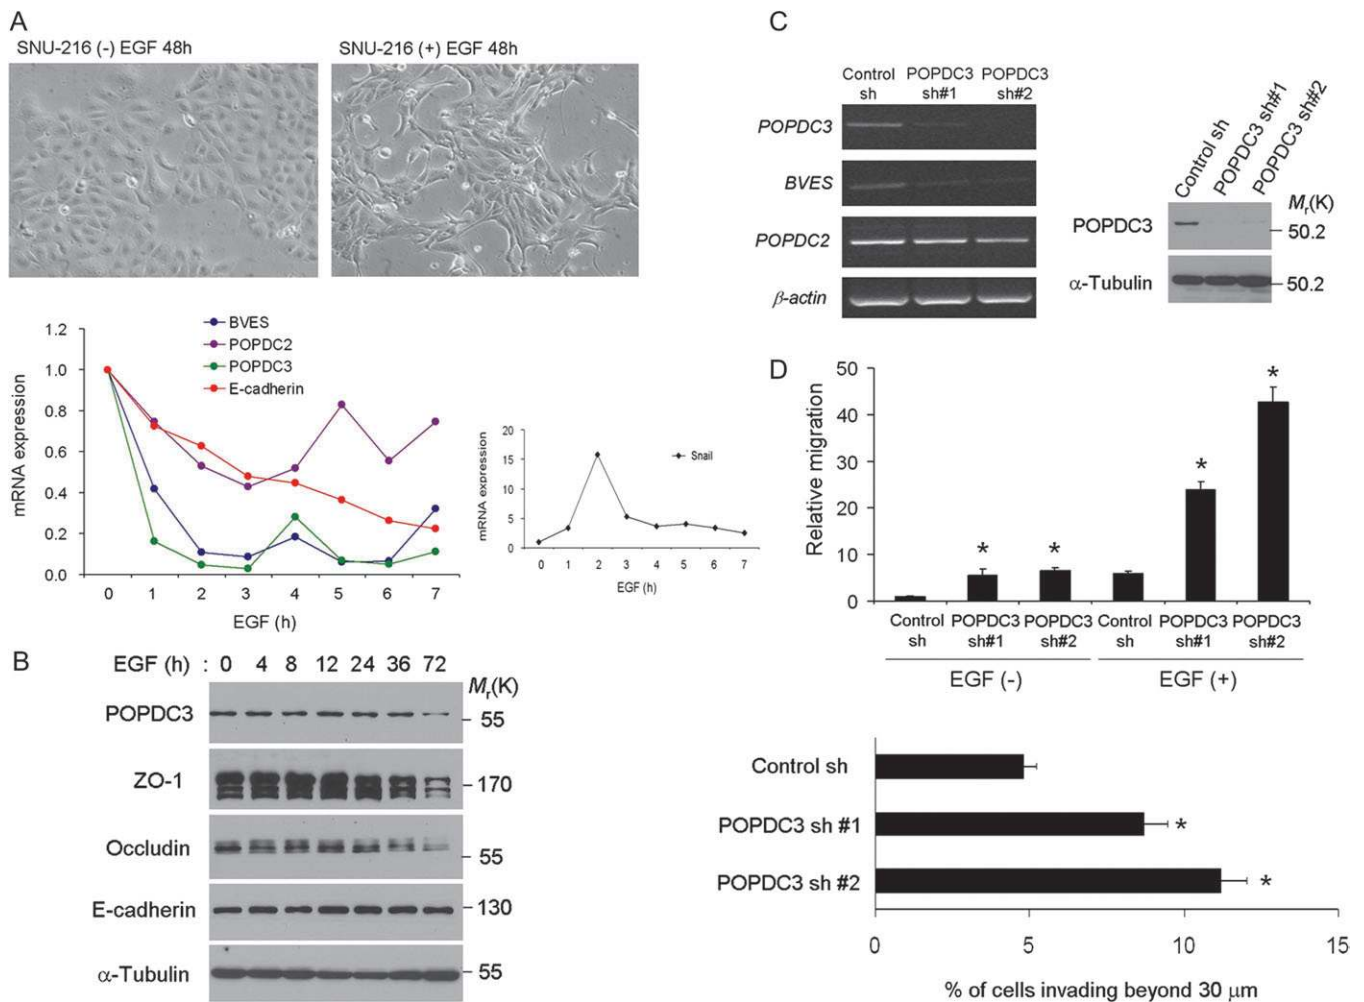 A
SNU-216 (-) EGF 48h
SNU-216 (+) EGF 48h
BVES
POPDC2
POPDC3
E-cadherin
mRNA expression
1.2
1.0
0.8
0.6
0.4
0.2
0.0
0 1 2 3 4 5 6 7
EGF (h)
mRNA expression
20
15
10
5
0
Snail
0 1 2 3 4 5 6 7
EGF (h)
B
EGF (h) : 0 4 8 12 24 36 72
Mr(K)
POPDC3
55
ZO-1
170
Occludin
55
E-cadherin
130
α-Tubulin
55
C
Control sh
POPDC3 sh#1
POPDC3 sh#2
POPDC3
BVES
POPDC2
β-actin
Control sh
POPDC3 sh#1
POPDC3 sh#2
Mr(K)
POPDC3
50.2
α-Tubulin
50.2
D
Relative migration
50
40
30
20
10
0
* * * *
Control sh
POPDC3 sh#1
POPDC3 sh#2
Control sh
POPDC3 sh#1
POPDC3 sh#2
EGF (-)
EGF (+)
Control sh
POPDC3 sh #1
*
POPDC3 sh #2
*
0 5 10 15
% of cells invading beyond 30 μm